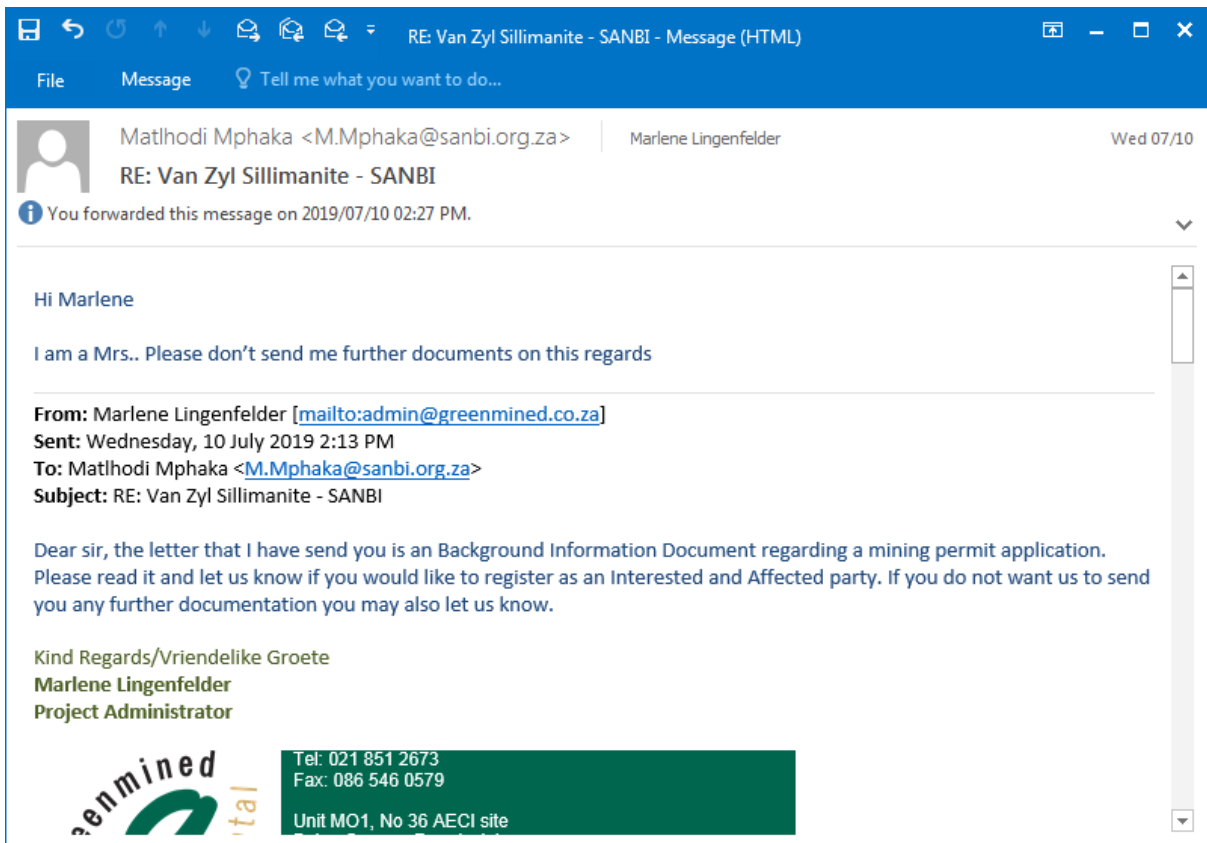 RE: Van Zyl Sillimanite - SANBI - Message (HTML)
File Message Tell me what you want to do...
Matlhodi Mphaka <M.Mphaka@sanbi.org.za> Marlene Lingenfelder Wed 07/10
RE: Van Zyl Sillimanite - SANBI
You forwarded this message on 2019/07/10 02:27 PM.
Hi Marlene
I am a Mrs.. Please don't send me further documents on this regards
From: Marlene Lingenfelder [mailto:admin@greenmined.co.za]
Sent: Wednesday, 10 July 2019 2:13 PM
To: Matlhodi Mphaka <M.Mphaka@sanbi.org.za>
Subject: RE: Van Zyl Sillimanite - SANBI
Dear sir, the letter that I have send you is an Background Information Document regarding a mining permit application.
Please read it and let us know if you would like to register as an Interested and Affected party. If you do not want us to send
you any further documentation you may also let us know.
Kind Regards/Vriendelike Groete
Marlene Lingenfelder
Project Administrator
Tel: 021 851 2673
Fax: 086 546 0579
Unit MO1, No 36 AECI site